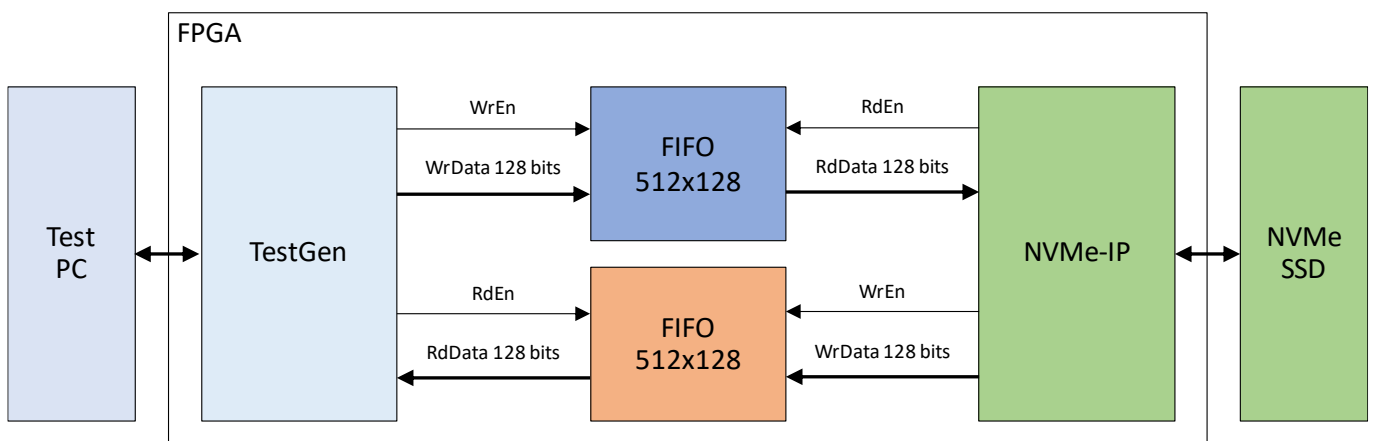 FPGA
Test
PC
TestGen
WrEn
WrData 128 bits
FIFO
512x128
RdEn
RdData 128 bits
RdEn
RdData 128 bits
FIFO
512x128
WrEn
WrData 128 bits
NVMe-IP
NVMe
SSD